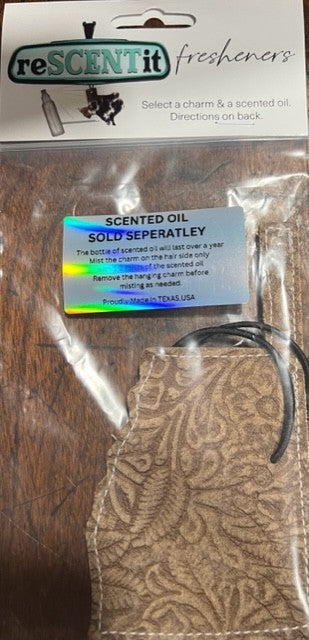 reSCENTit fresheners
Select a charm & a scented oil.
Directions on back.
SCENTED OIL
SOLD SEPERATLEY
The bottle of scented oil will last over a year
Mist the charm on the hair side only
of the scented oil
Remove the hanging charm before
misting as needed.
Proudly Made in TEXAS,USA